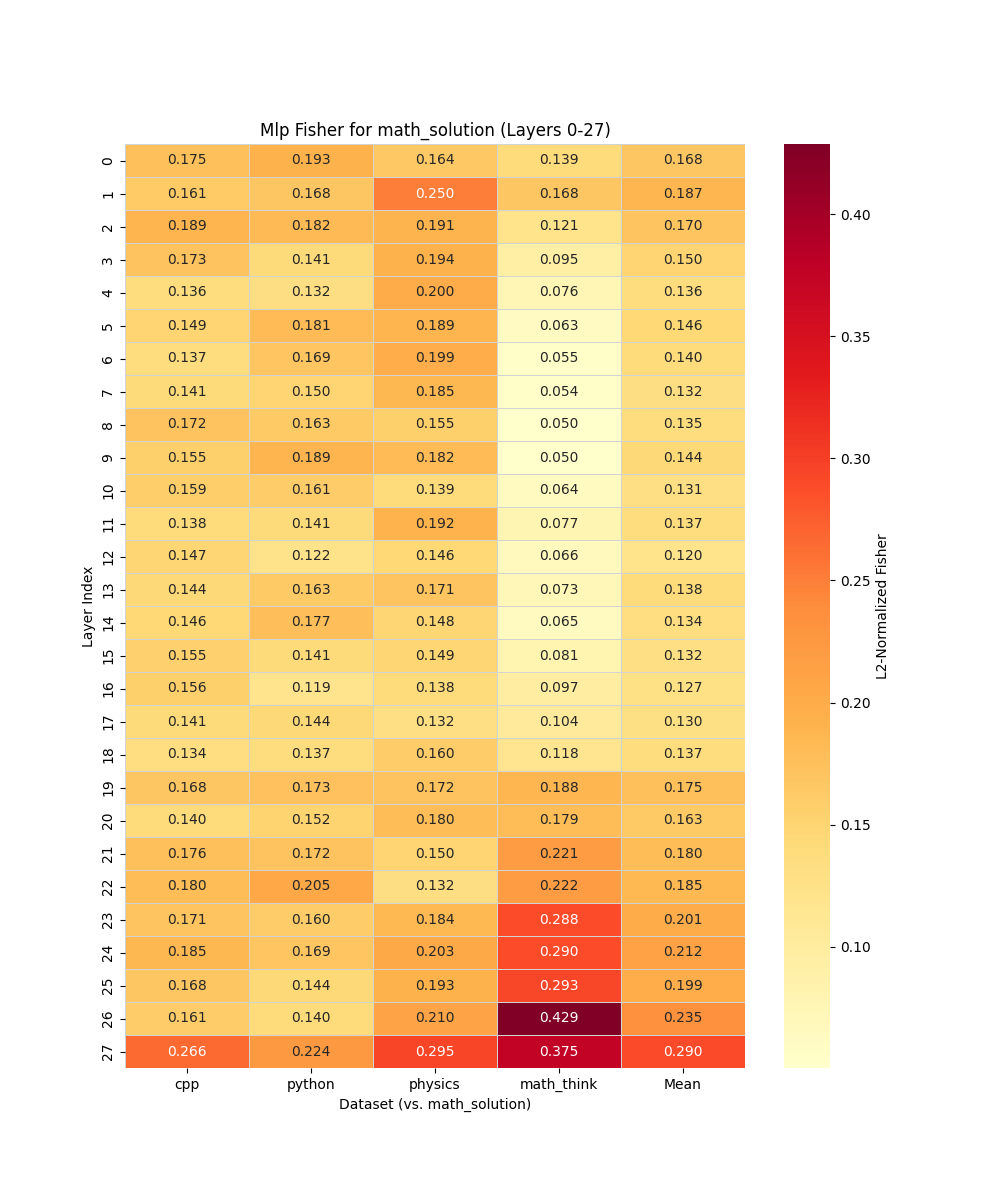 Mlp Fisher for math_solution (Layers 0-27)
0 0.175 0.193 0.164 0.139 0.168
1 0.161 0.168 0.250 0.168 0.187
2 0.189 0.182 0.191 0.121 0.170
3 0.173 0.141 0.194 0.095 0.150
4 0.136 0.132 0.200 0.076 0.136
5 0.149 0.181 0.189 0.063 0.146
6 0.137 0.169 0.199 0.055 0.140
7 0.141 0.150 0.185 0.054 0.132
8 0.172 0.163 0.155 0.050 0.135
9 0.155 0.189 0.182 0.050 0.144
10 0.159 0.161 0.139 0.064 0.131
11 0.138 0.141 0.192 0.077 0.137
12 0.147 0.122 0.146 0.066 0.120
13 0.144 0.163 0.171 0.073 0.138
14 0.146 0.177 0.148 0.065 0.134
15 0.155 0.141 0.149 0.081 0.132
16 0.156 0.119 0.138 0.097 0.127
17 0.141 0.144 0.132 0.104 0.130
18 0.134 0.137 0.160 0.118 0.137
19 0.168 0.173 0.172 0.188 0.175
20 0.140 0.152 0.180 0.179 0.163
21 0.176 0.172 0.150 0.221 0.180
22 0.180 0.205 0.132 0.222 0.185
23 0.171 0.160 0.184 0.288 0.201
24 0.185 0.169 0.203 0.290 0.212
25 0.168 0.144 0.193 0.293 0.199
26 0.161 0.140 0.210 0.429 0.235
27 0.266 0.224 0.295 0.375 0.290
cpp python physics math_think Mean
Dataset (vs. math_solution)
Layer Index
0.40
0.35
0.30
0.25
0.20
0.15
0.10
L2-Normalized Fisher